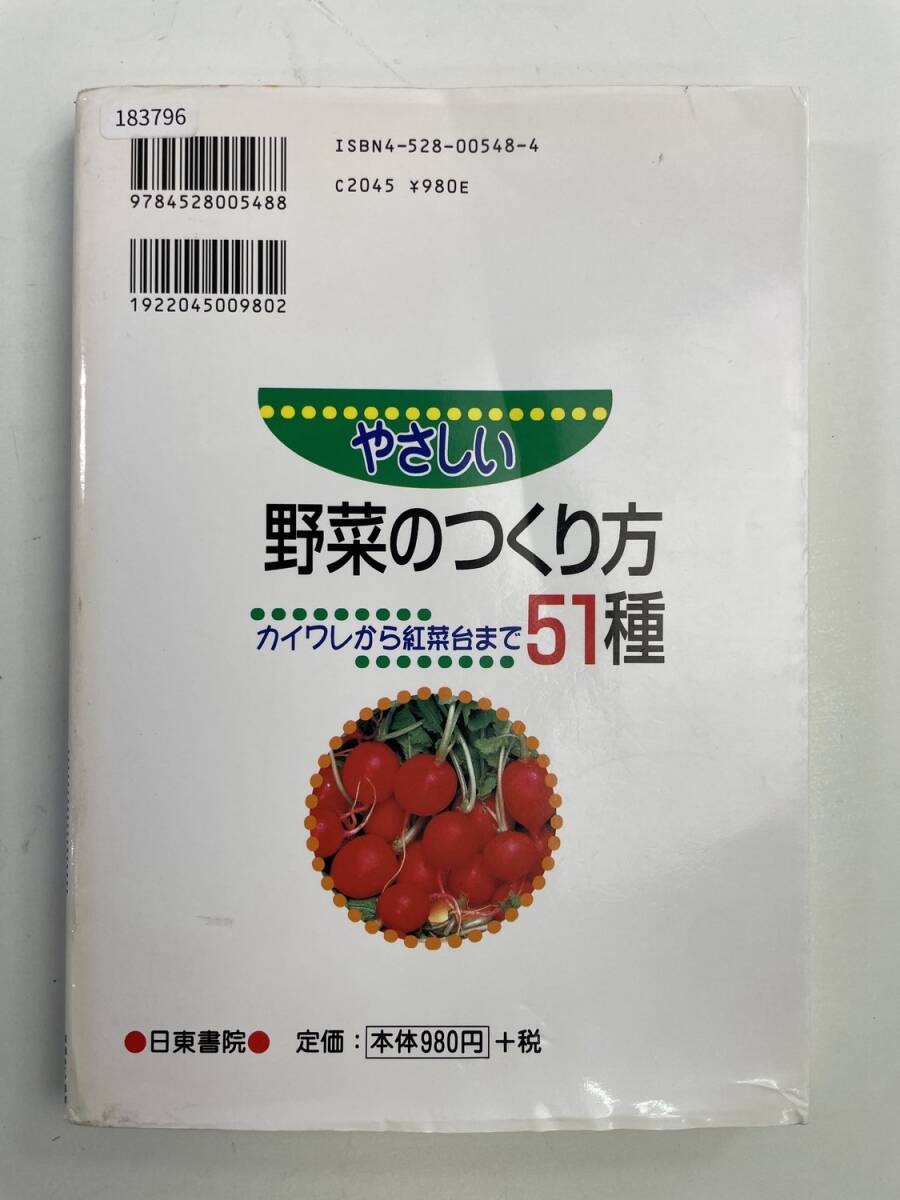 183796
ISBN4-528-00548-4
C2045 ¥980E
9784528005488
1922045009802
やさしい
野菜のつくり方
カイワレから紅菜台まで51種
●日東書院● 定価：本体980円+税